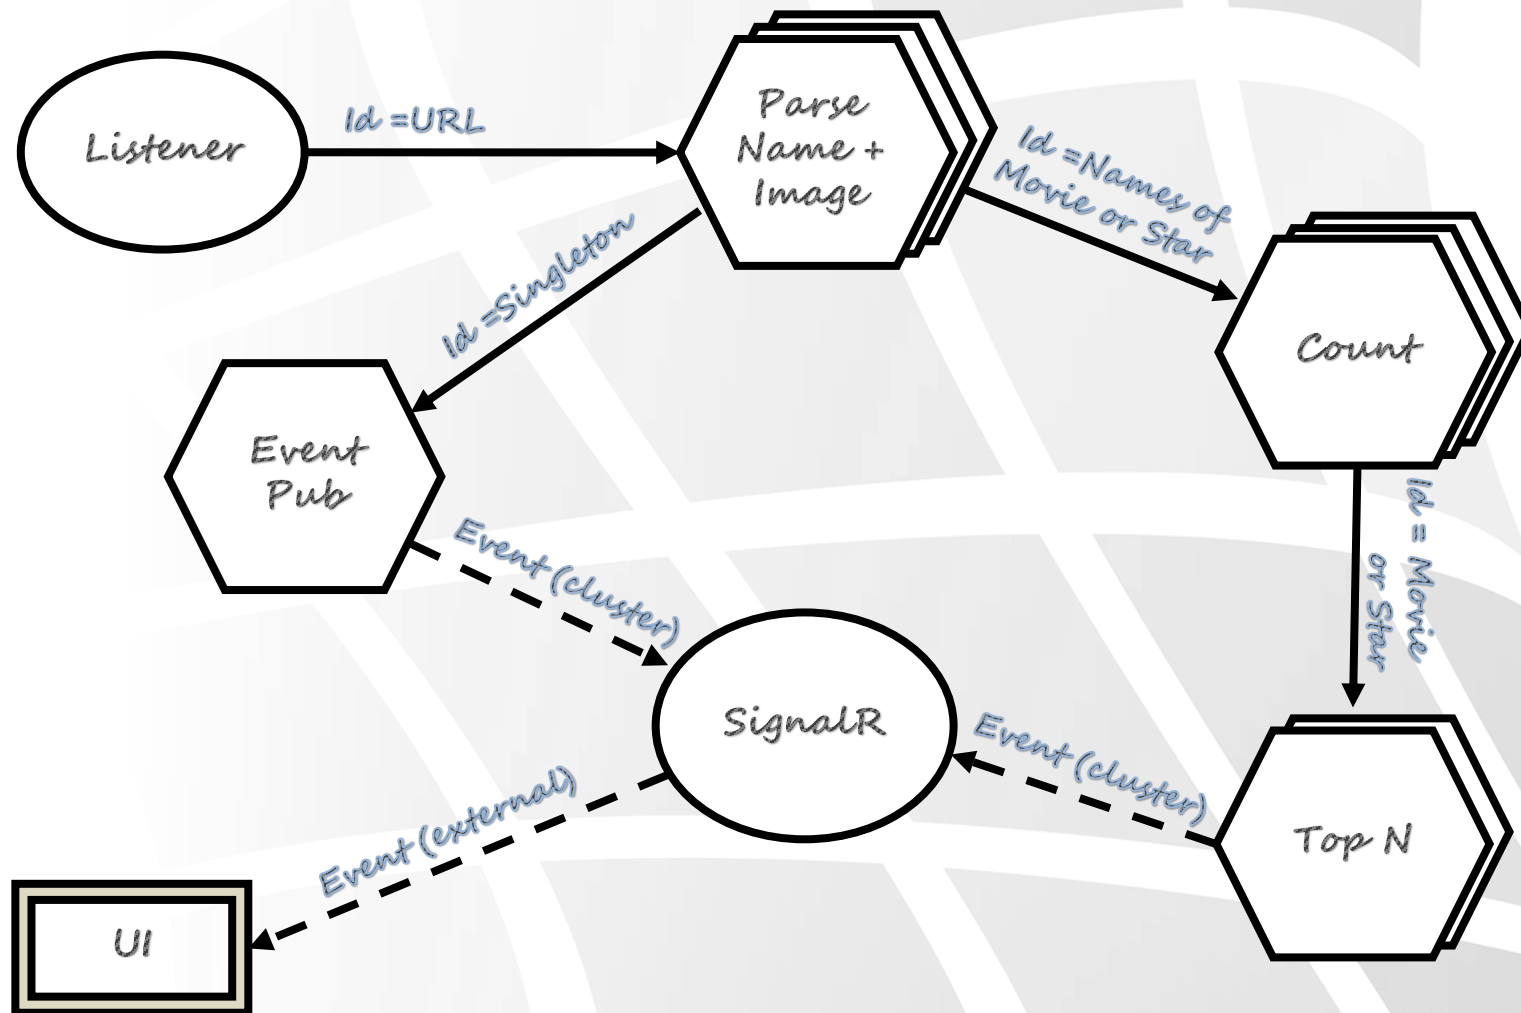 Listener
Id =URL
Parse
Name +
Image
Id =Names of
Movie or Star
Id =Singleton
Count
Event
Pub
Id = Movie
or Star
Event (cluster)
SignalR
Event (cluster)
Top N
Event (external)
UI